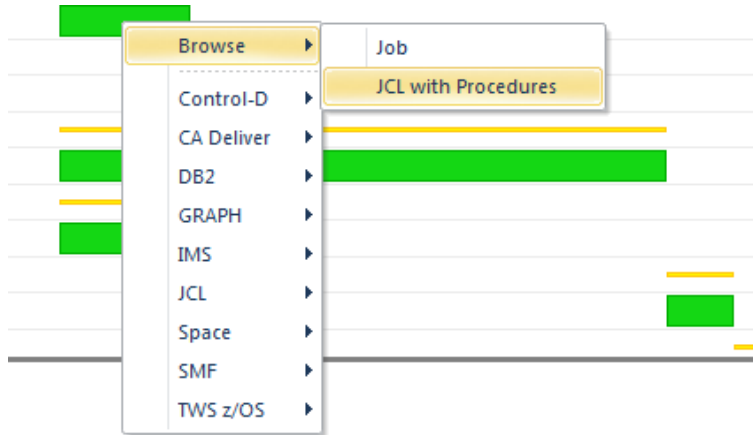 Browse
Job
JCL with Procedures
Control-D
CA Deliver
DB2
GRAPH
IMS
JCL
Space
SMF
TWS z/OS